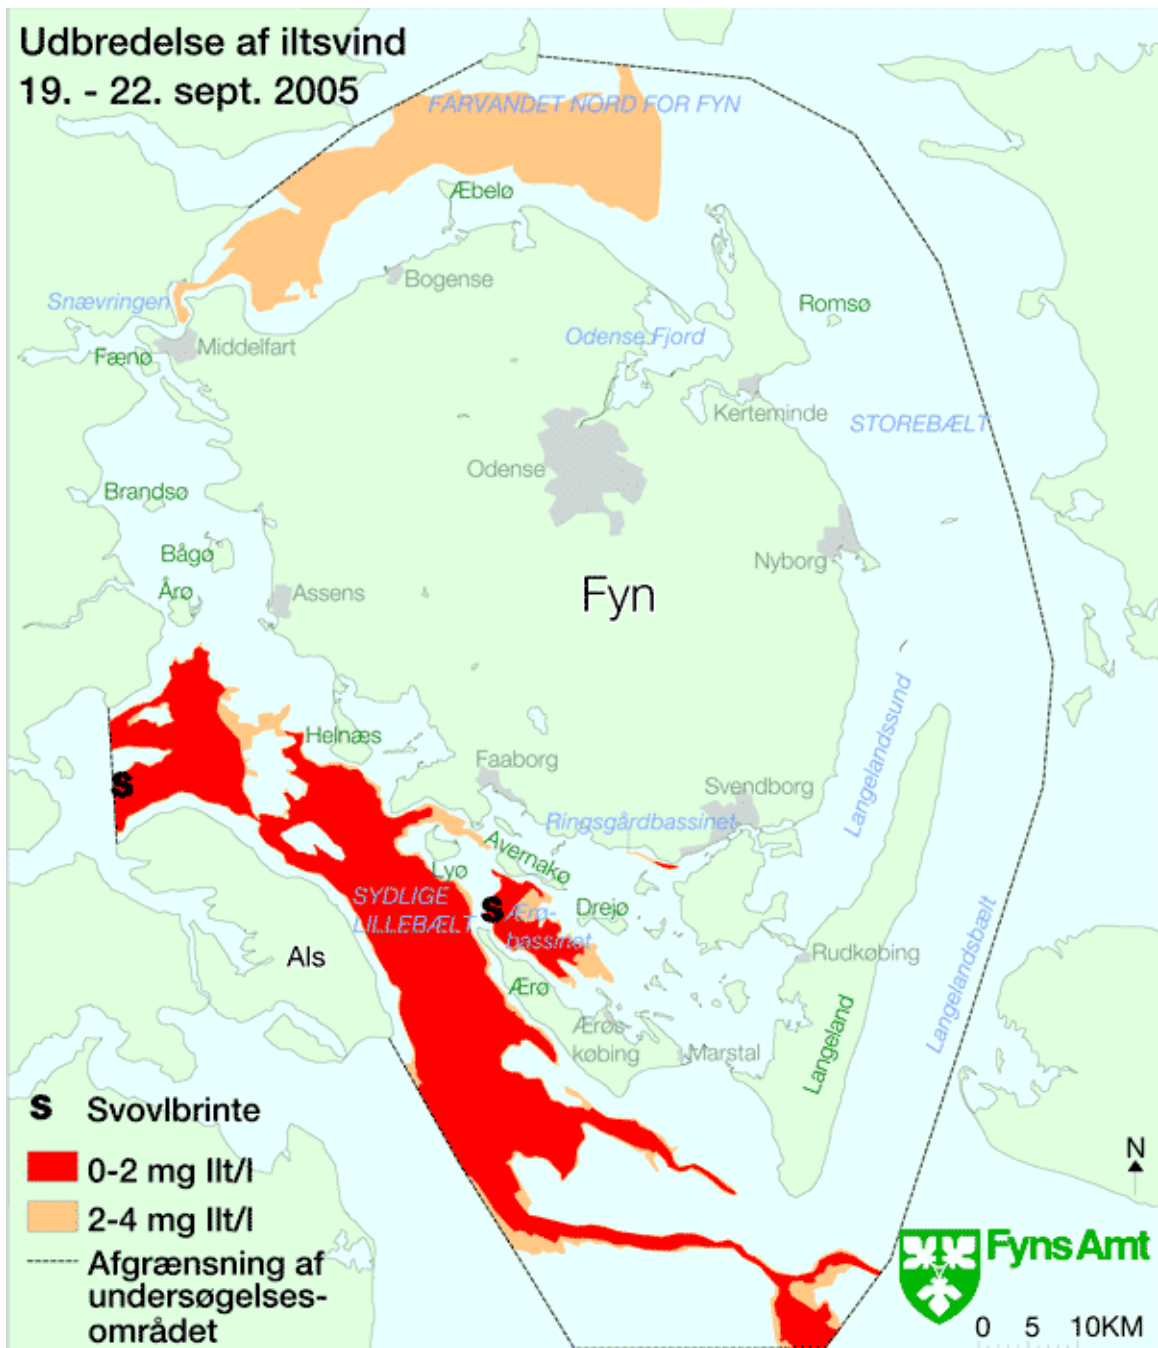 Udbredelse af iltsvind
19. - 22. sept. 2005
FARVANDET NORD FOR FYN
Æbelø
Bogense
Snævringen
Romsø
Odense Fjord
Middelfart
Fænø
Kerteminde
STOREBÆLT
Odense
Brandsø
Bågø
Nyborg
Årø
Assens
Fyn
Langelandssund
Helnæs
Faaborg
Svendborg
Ringsgårdbassinet
Avernakø
Lyø
SYDLIGE
LILLEBÆLT
S
S
Ærø-
bassinet
Drejø
Als
Rudkøbing
Langelandsbælt
Ærø
Ærøs-
købing
Marstal
Langeland
S Svovlbrinte
0-2 mg Ilt/l
2-4 mg Ilt/l
Afgrænsning af
undersøgelses-
området
N
Fyns Amt
0 5 10KM